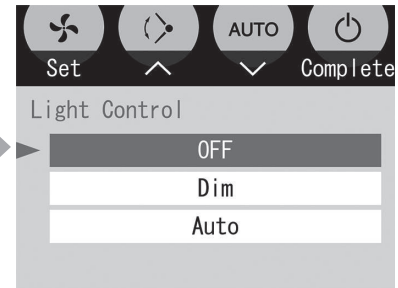 AUTO
Set Complete
Light Control
OFF
Dim
Auto